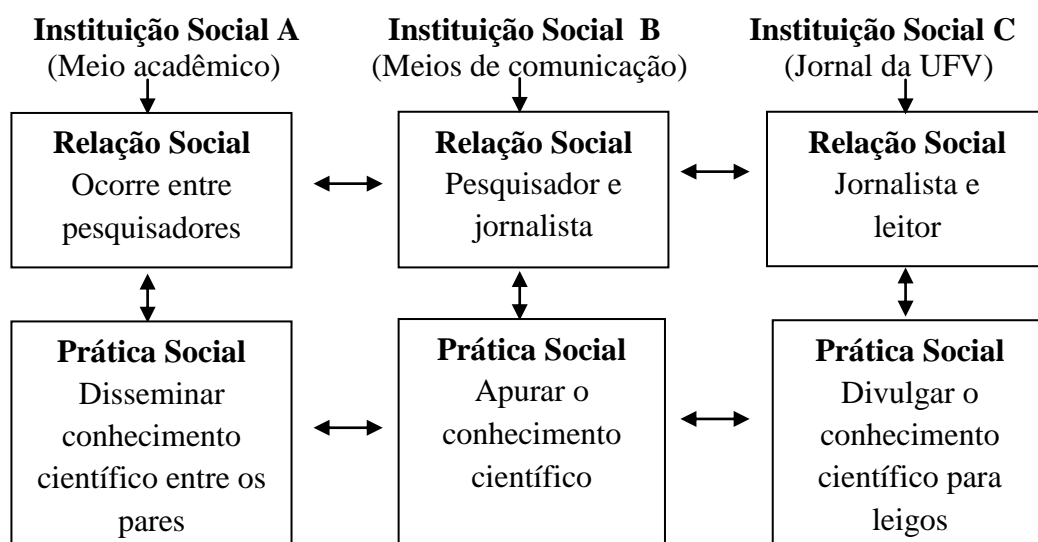 Instituição Social A
(Meio acadêmico)
Instituição Social B
(Meios de comunicação)
Instituição Social C
(Jornal da UFV)
Relação Social
Ocorre entre
pesquisadores
Relação Social
Pesquisador e
jornalista
Relação Social
Jornalista e
leitor
Prática Social
Disseminar
conhecimento
científico entre os
pares
Prática Social
Apurar o
conhecimento
científico
Prática Social
Divulgar o
conhecimento
científico para
leigos